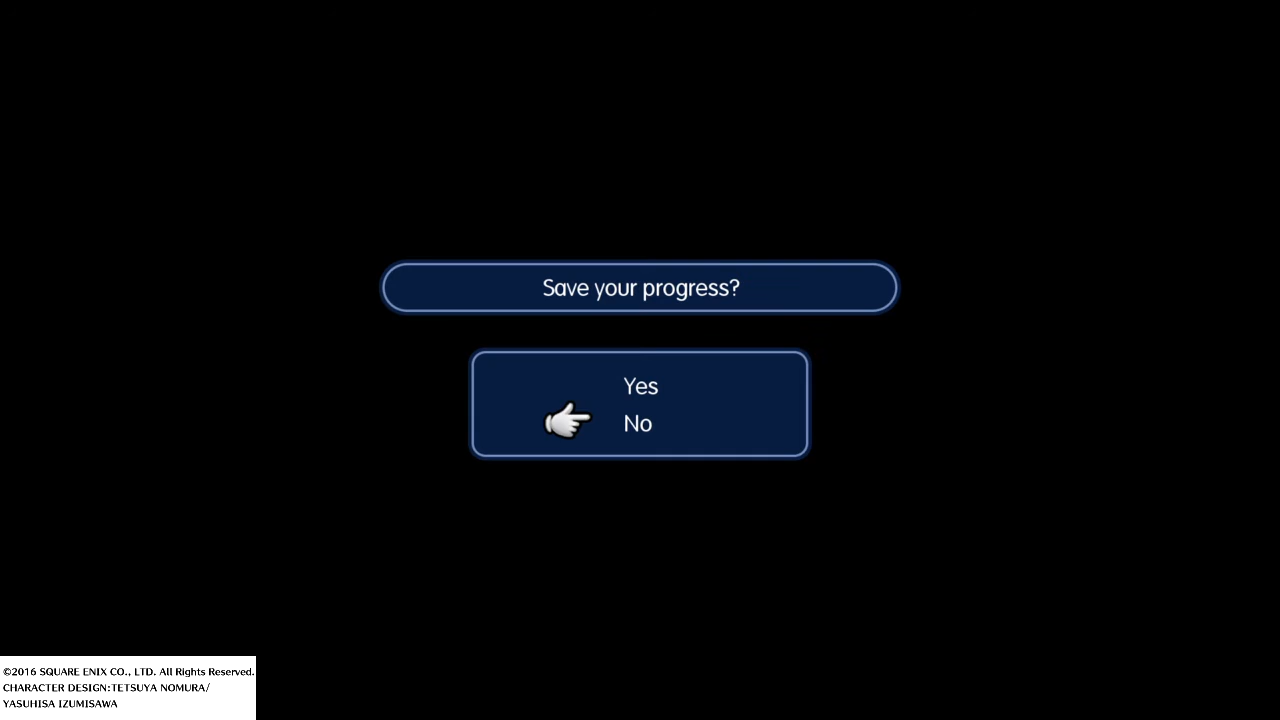 Save your progress?
Yes
No
©2016 SQUARE ENIX CO., LTD. All Rights Reserved.
CHARACTER DESIGN:TETSUYA NOMURA/
YASUHISA IZUMISAWA